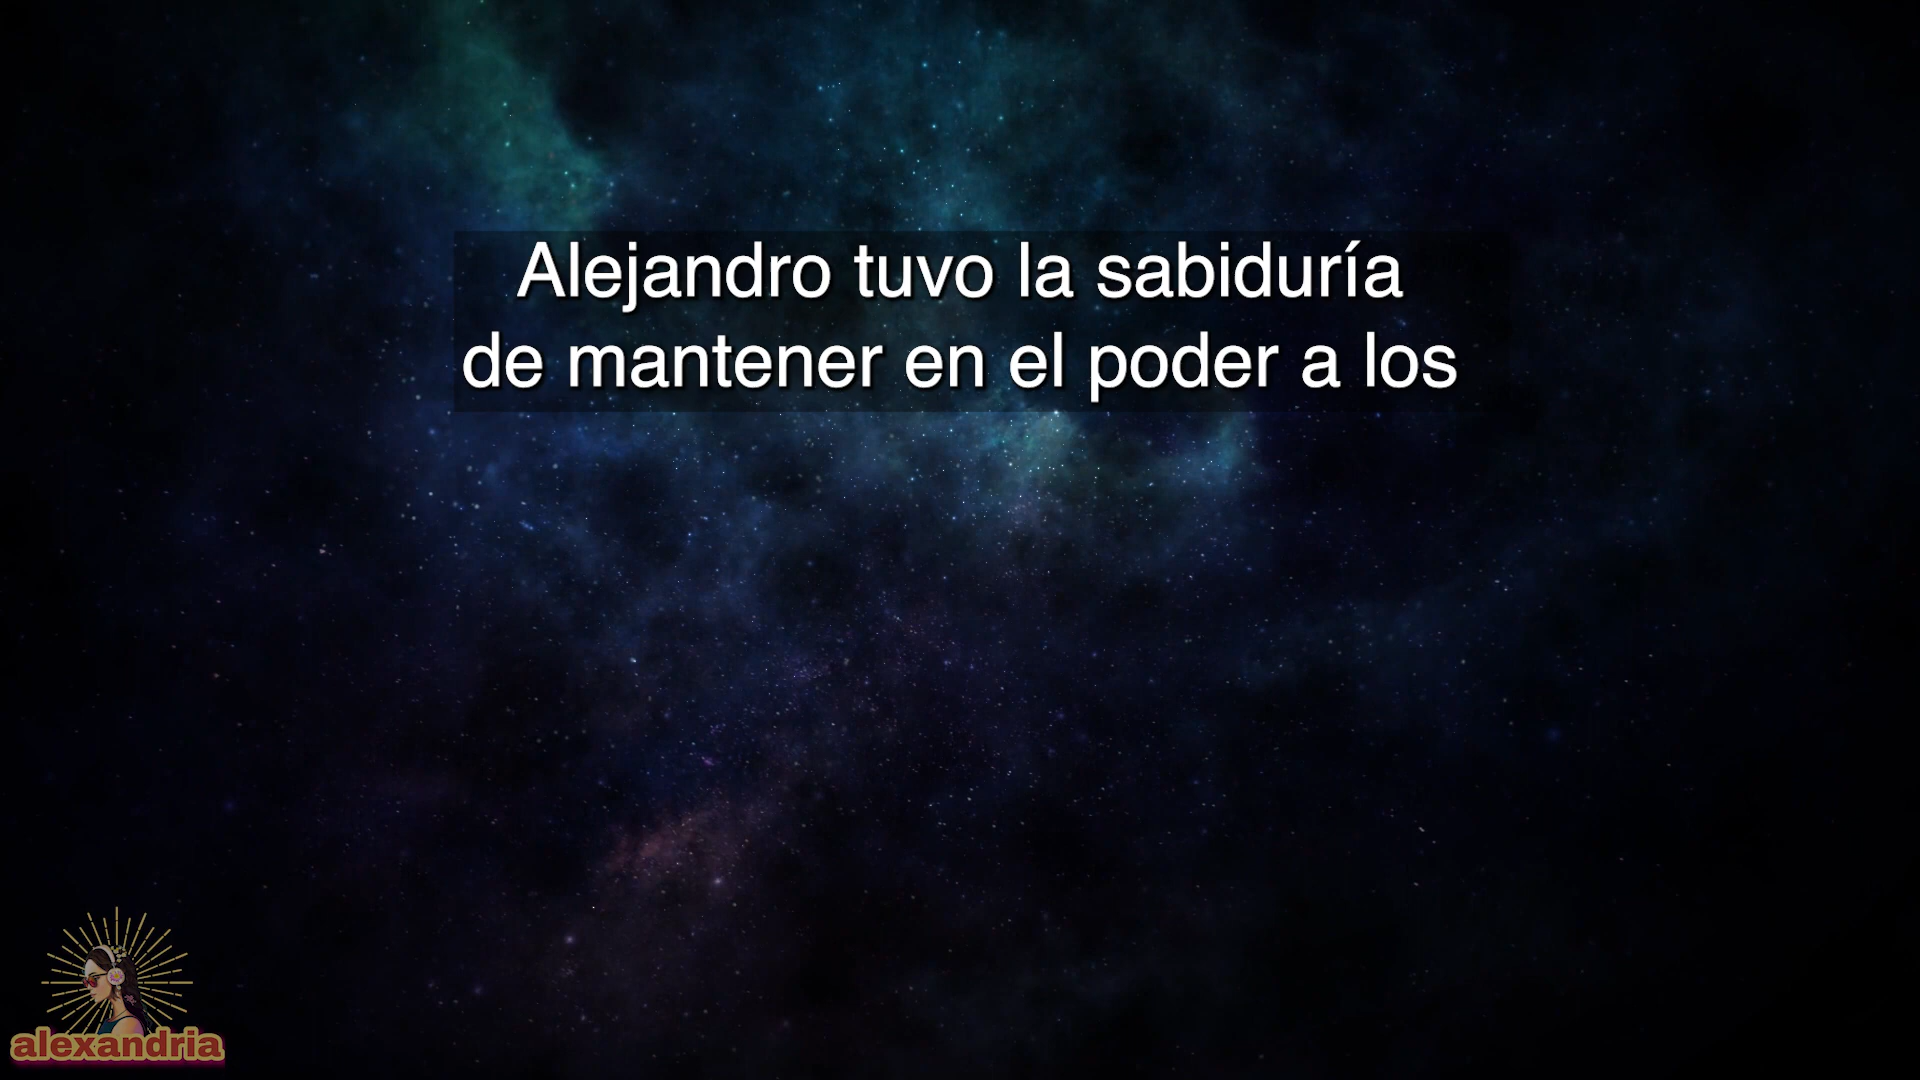 Alejandro tuvo la sabiduría
de mantener en el poder a los
alexandria